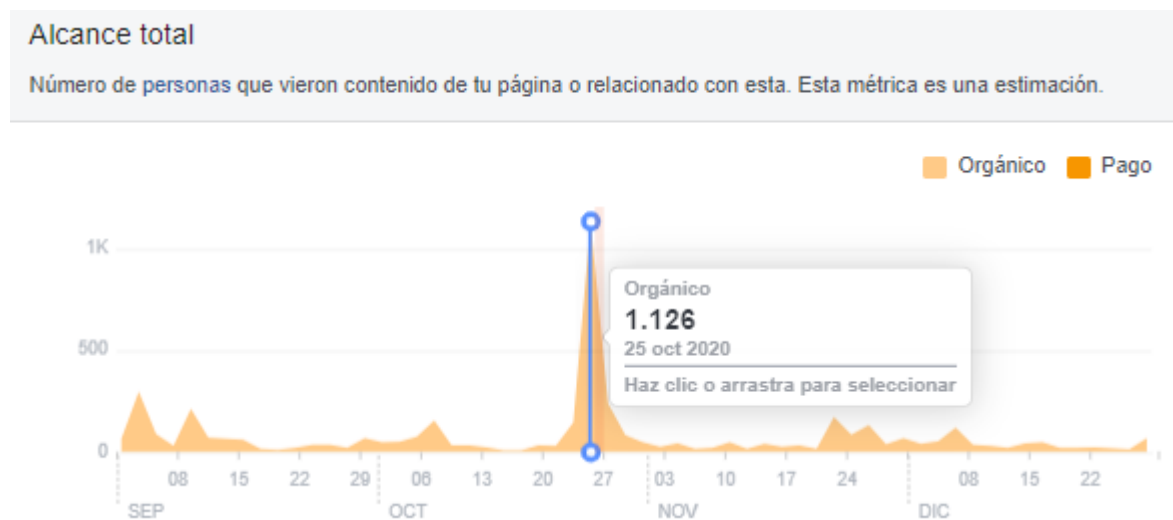 Alcance total
Número de personas que vieron contenido de tu página o relacionado con esta. Esta métrica es una estimación.
Orgánico Pago
1K
500
0
Orgánico
1.126
25 oct 2020
Haz clic o arrastra para seleccionar
08 15 22 29 06 13 20 27 03 10 17 24 08 15 22
SEP OCT NOV DIC